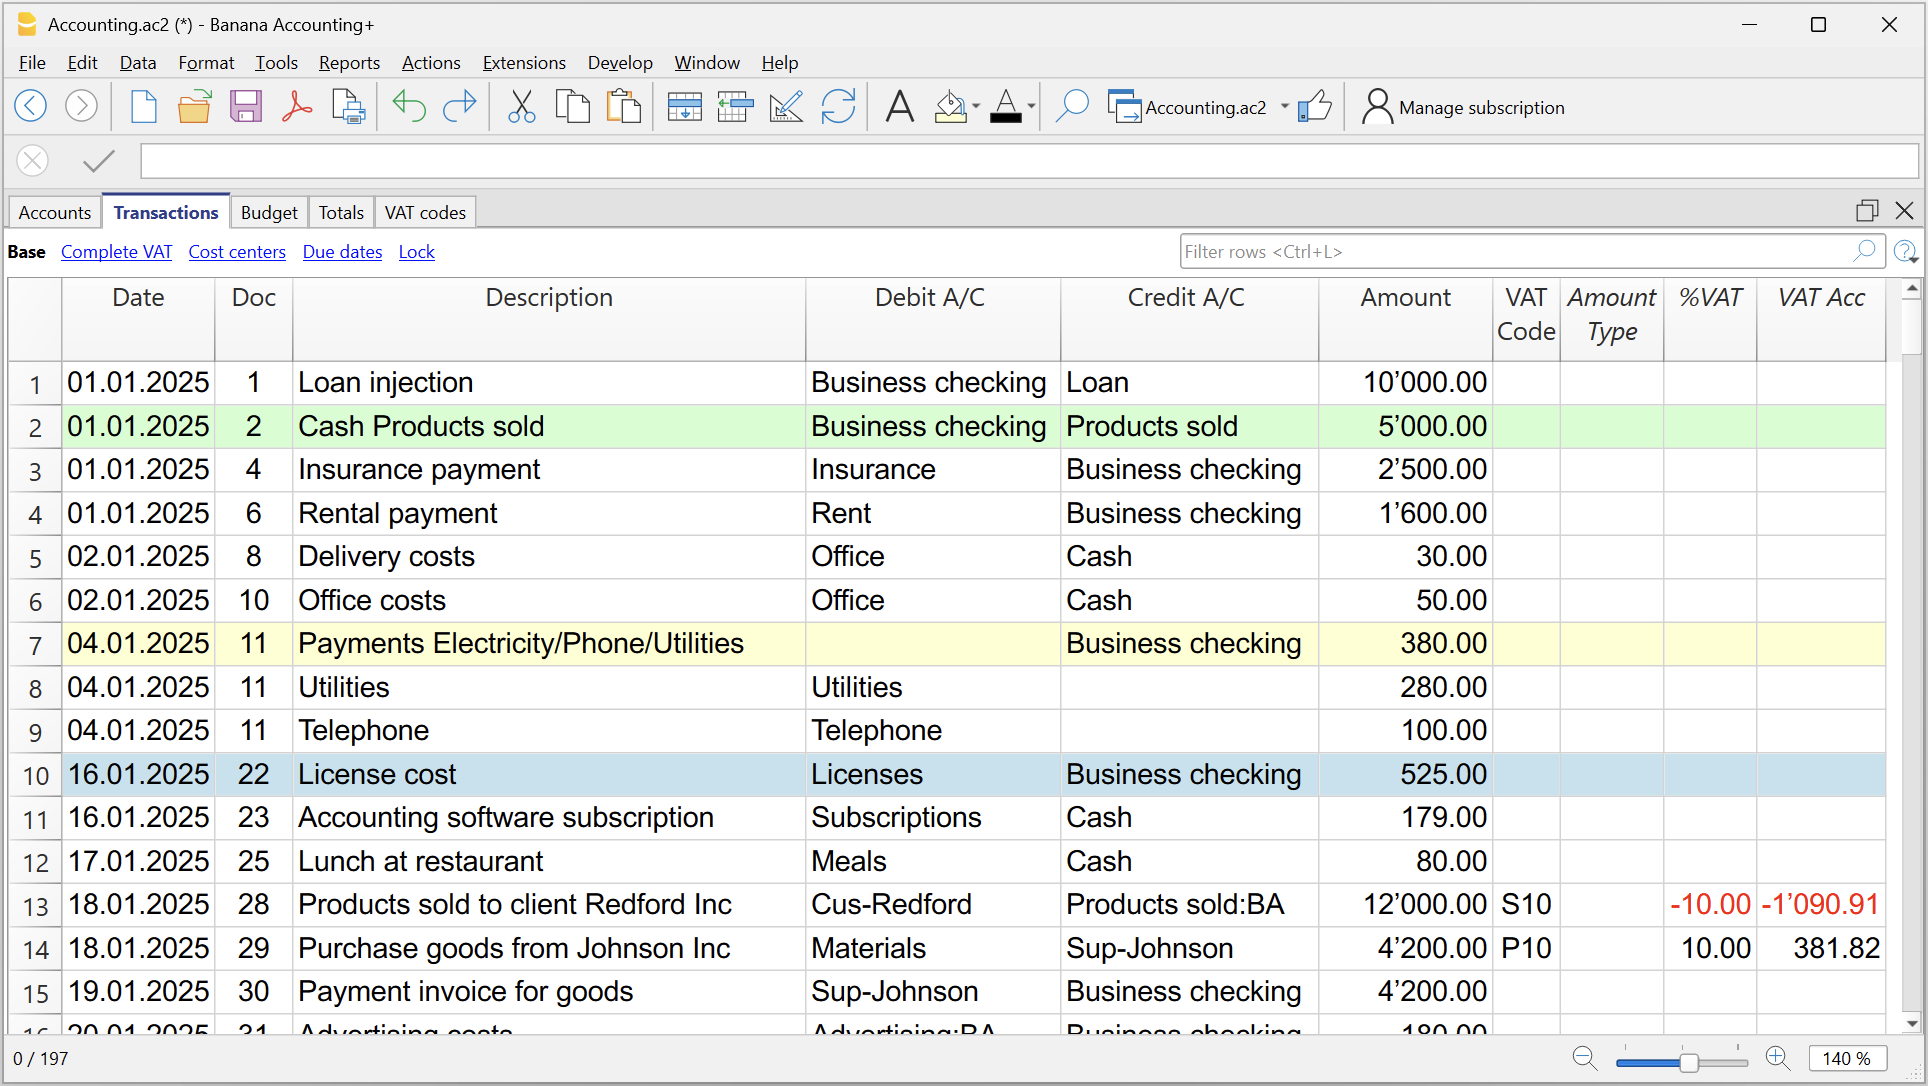 Accounting.ac2 (*) - Banana Accounting+
File Edit Data Format Tools Reports Actions Extensions Develop Window Help
Accounting.ac2 Manage subscription
Accounts Transactions Budget Totals VAT codes
Base Complete VAT Cost centers Due dates Lock Filter rows <Ctrl+L>
Date Doc Description Debit A/C Credit A/C Amount VAT Code Amount Type %VAT VAT Acc
1 01.01.2025 1 Loan injection Business checking Loan 10’000.00
2 01.01.2025 2 Cash Products sold Business checking Products sold 5’000.00
3 01.01.2025 4 Insurance payment Insurance Business checking 2’500.00
4 01.01.2025 6 Rental payment Rent Business checking 1’600.00
5 02.01.2025 8 Delivery costs Office Cash 30.00
6 02.01.2025 10 Office costs Office Cash 50.00
7 04.01.2025 11 Payments Electricity/Phone/Utilities Business checking 380.00
8 04.01.2025 11 Utilities Utilities 280.00
9 04.01.2025 11 Telephone Telephone 100.00
10 16.01.2025 22 License cost Licenses Business checking 525.00
11 16.01.2025 23 Accounting software subscription Subscriptions Cash 179.00
12 17.01.2025 25 Lunch at restaurant Meals Cash 80.00
13 18.01.2025 28 Products sold to client Redford Inc Cus-Redford Products sold:BA 12’000.00 S10 -10.00 -1’090.91
14 18.01.2025 29 Purchase goods from Johnson Inc Materials Sup-Johnson 4’200.00 P10 10.00 381.82
15 19.01.2025 30 Payment invoice for goods Sup-Johnson Business checking 4’200.00
16 20.01.2025 31 Advertising costs Advertising:BA Business checking 180.00
0 / 197 140 %